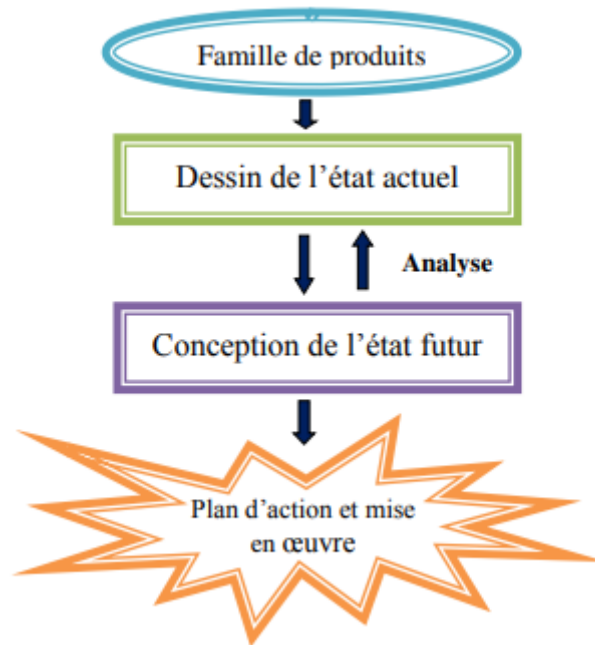 Famille de produits
Dessin de l’état actuel
Analyse
Conception de l’état futur
Plan d’action et mise
en œuvre